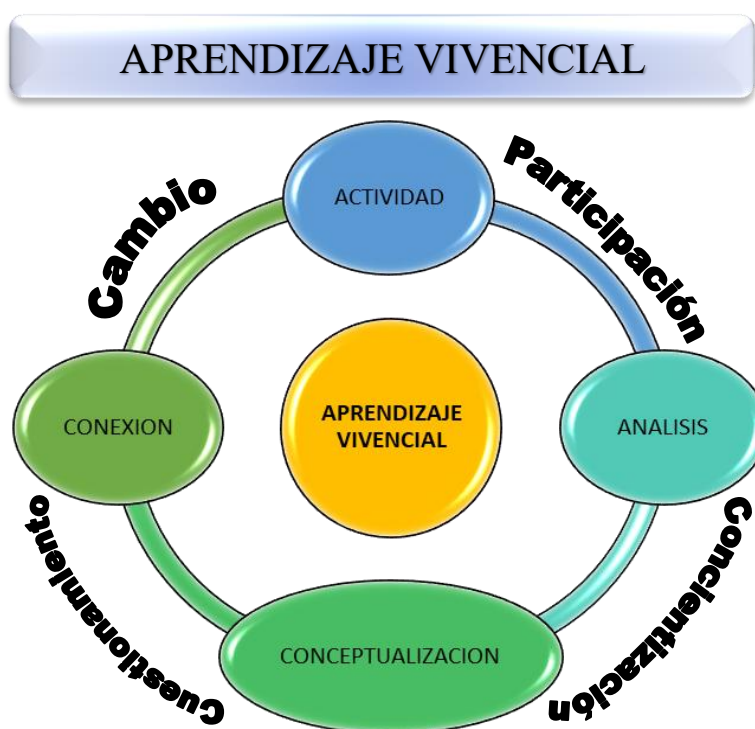 APRENDIZAJE VIVENCIAL
ACTIVIDAD
Participación
ANALISIS
Concientización
CONCEPTUALIZACION
Cuestionamiento
CONEXION
Cambio
APRENDIZAJE
VIVENCIAL